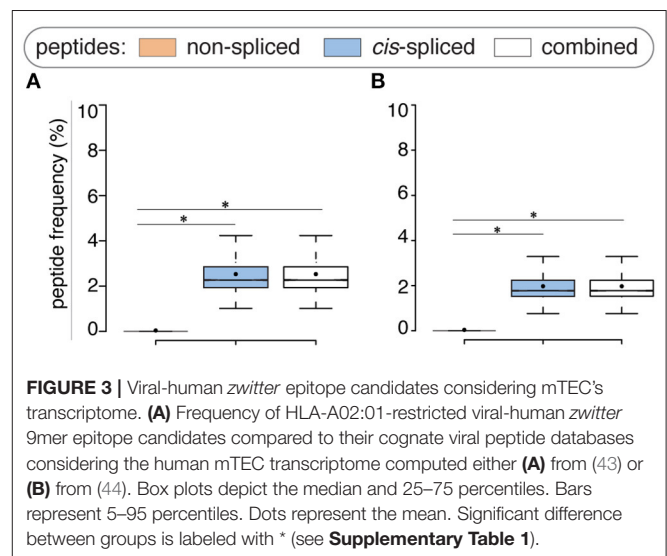 peptides: non-spliced cis-spliced combined
A
B
peptide frequency (%)
10
8
6
4
2
0
*
*
10
8
6
4
2
0
*
*
FIGURE 3 | Viral-human zwitter epitope candidates considering mTEC's
transcriptome. (A) Frequency of HLA-A02:01-restricted viral-human zwitter
9mer epitope candidates compared to their cognate viral peptide databases
considering the human mTEC transcriptome computed either (A) from (43) or
(B) from (44). Box plots depict the median and 25–75 percentiles. Bars
represent 5–95 percentiles. Dots represent the mean. Significant difference
between groups is labeled with * (see Supplementary Table 1).